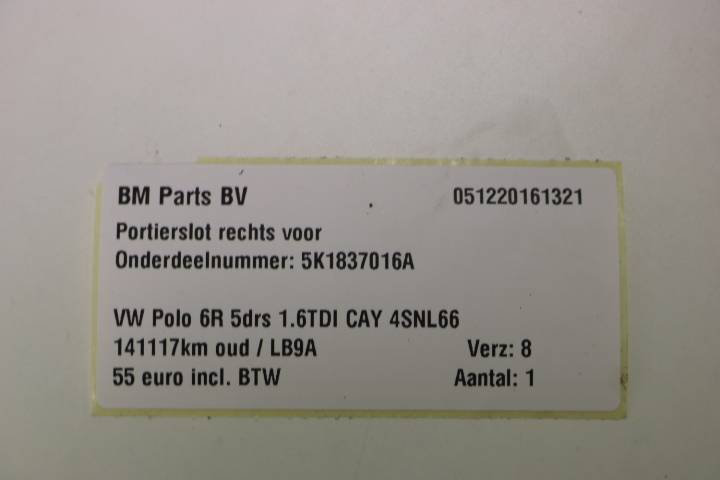 BM Parts BV 051220161321
Portierslot rechts voor
Onderdeelnummer: 5K1837016A
VW Polo 6R 5drs 1.6TDI CAY 4SNL66
141117km oud / LB9A Verz: 8
55 euro incl. BTW Aantal: 1